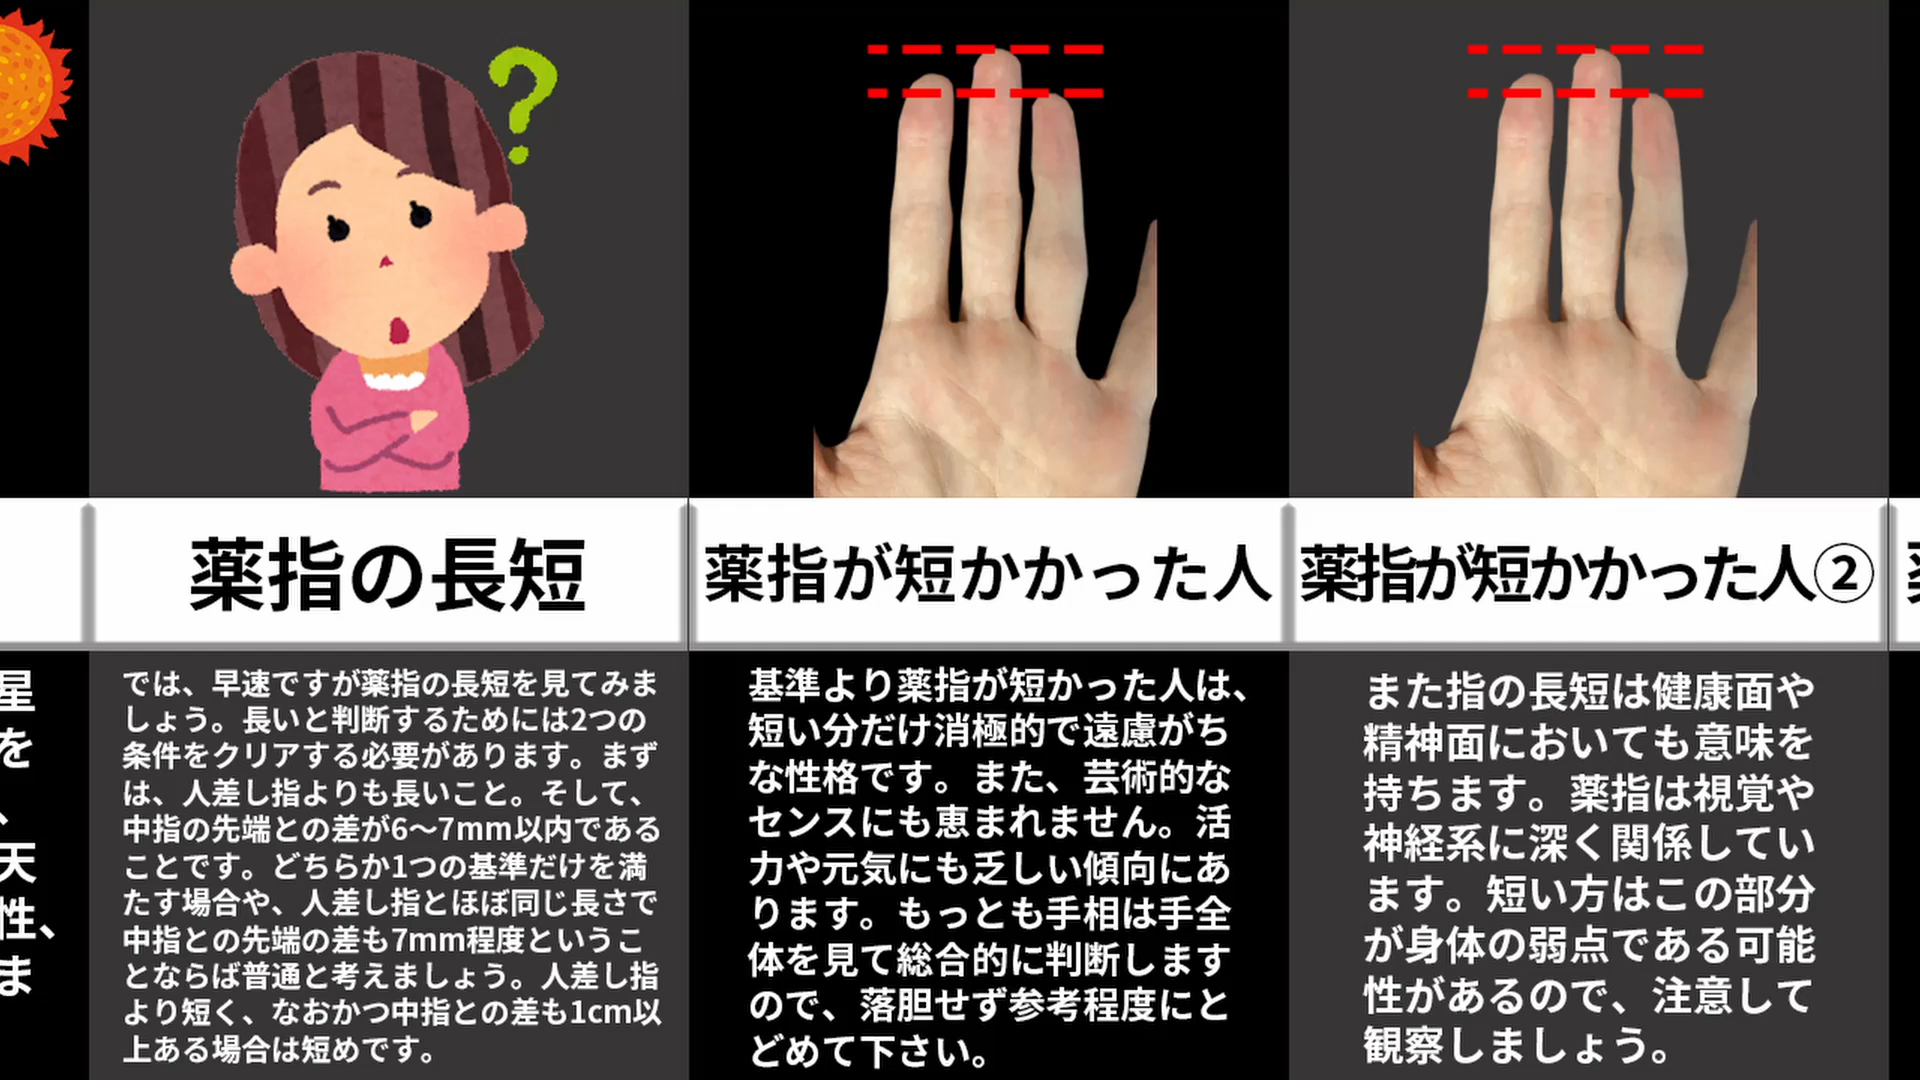 星
を
、
天
性、
ま
薬指の長短
では、早速ですが薬指の長短を見てみま
しょう。長いと判断するためには2つの
条件をクリアする必要があります。まず
は、人差し指よりも長いこと。そして、
中指の先端との差が6〜7mm以内である
ことです。どちらか1つの基準だけを満
たす場合や、人差し指とほぼ同じ長さで
中指との先端の差も7mm程度というこ
とならば普通と考えましょう。人差し指
より短く、なおかつ中指との差も1cm以
上ある場合は短めです。
薬指が短かかった人
基準より薬指が短かった人は、
短い分だけ消極的で遠慮がち
な性格です。また、芸術的な
センスにも恵まれません。活
力や元気にも乏しい傾向にあ
ります。もっとも手相は手全
体を見て総合的に判断します
ので、落胆せず参考程度にと
どめて下さい。
薬指が短かかった人②
また指の長短は健康面や
精神面においても意味を
持ちます。薬指は視覚や
神経系に深く関係してい
ます。短い方はこの部分
が身体の弱点である可能
性があるので、注意して
観察しましょう。